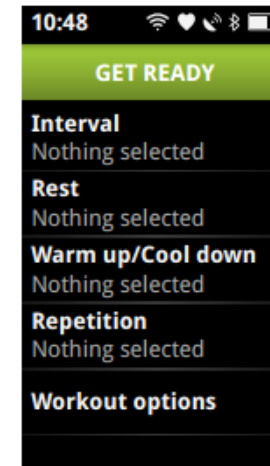 10:48
GET READY
Interval
Nothing selected
Rest
Nothing selected
Warm up/Cool down
Nothing selected
Repetition
Nothing selected
Workout options